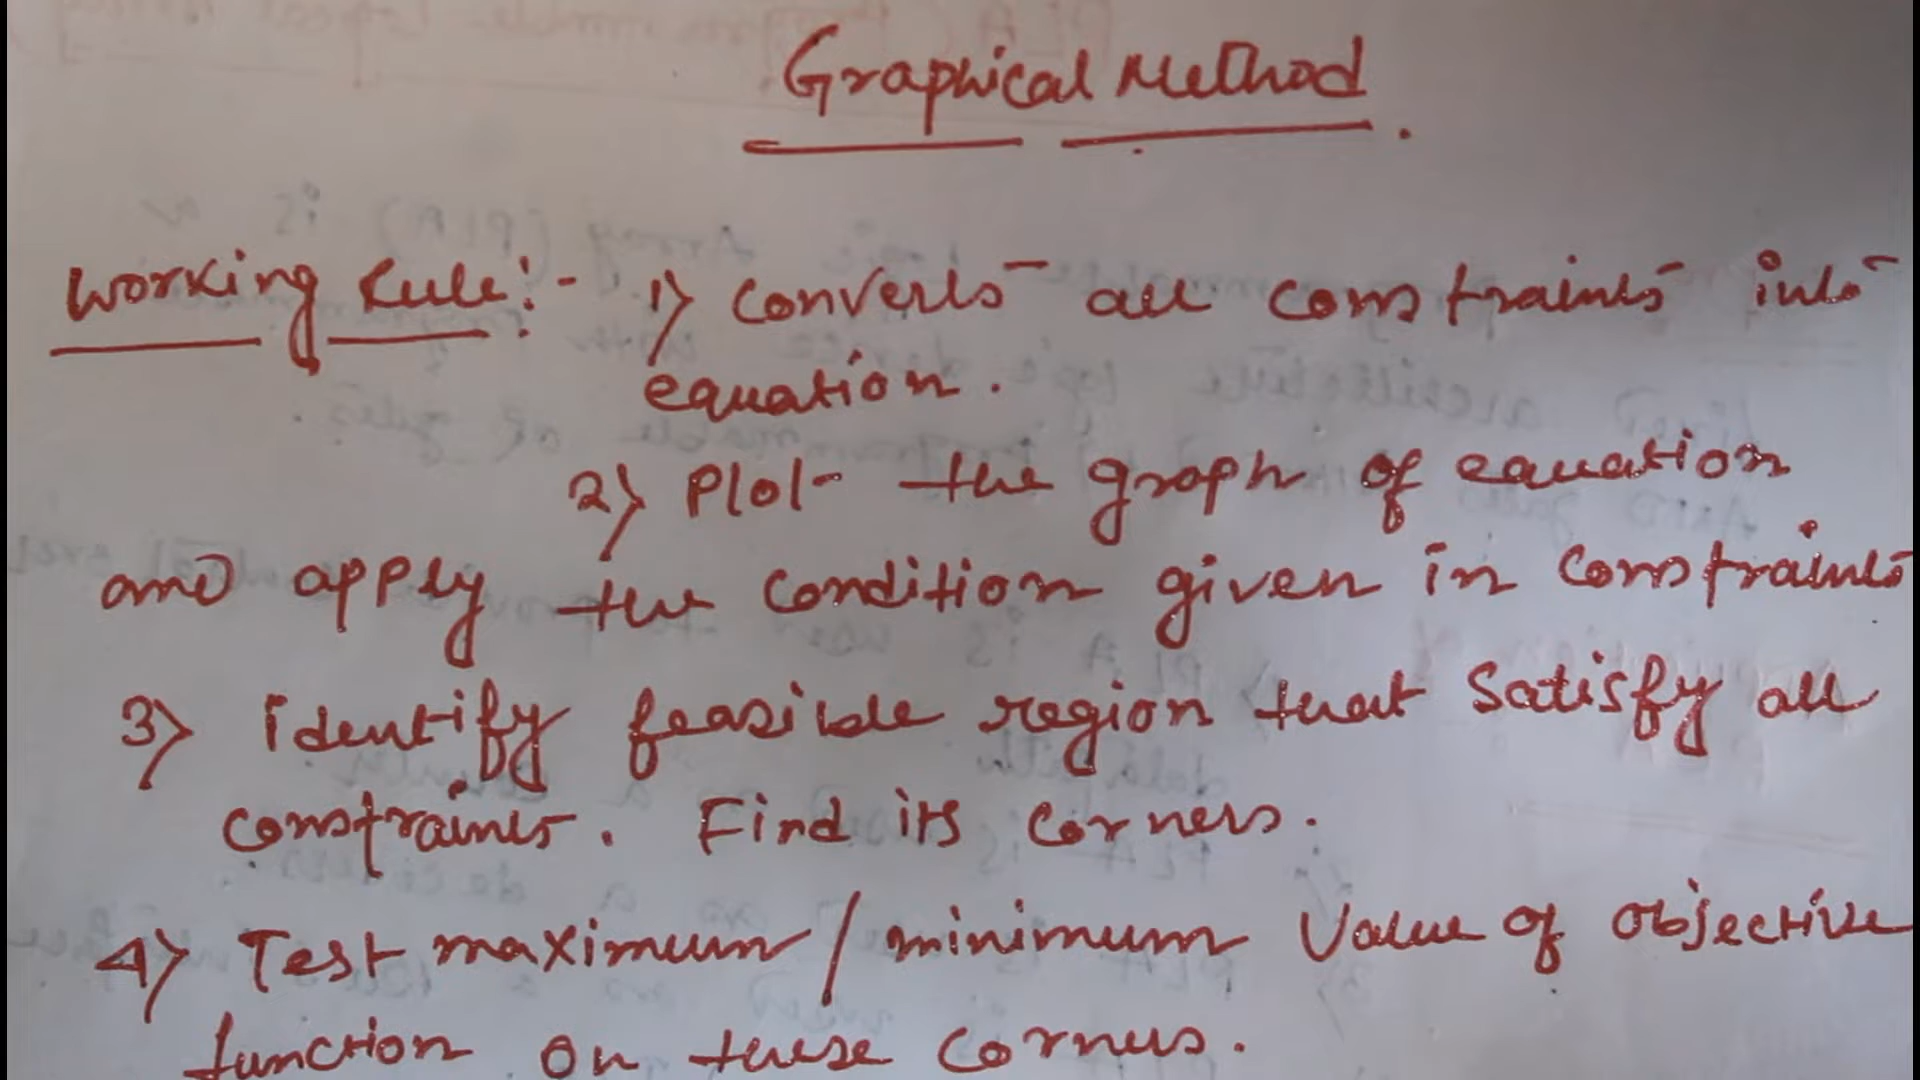 Graphical Method.
Working Rule:- 1) Converts all constraints into
equation.
2) Plot the graph of equation
and apply the condition given in constraints
3) identify feasible region that satisfy all
constraints. Find its corners.
4) Test maximum/minimum value of objective
function on these corners.